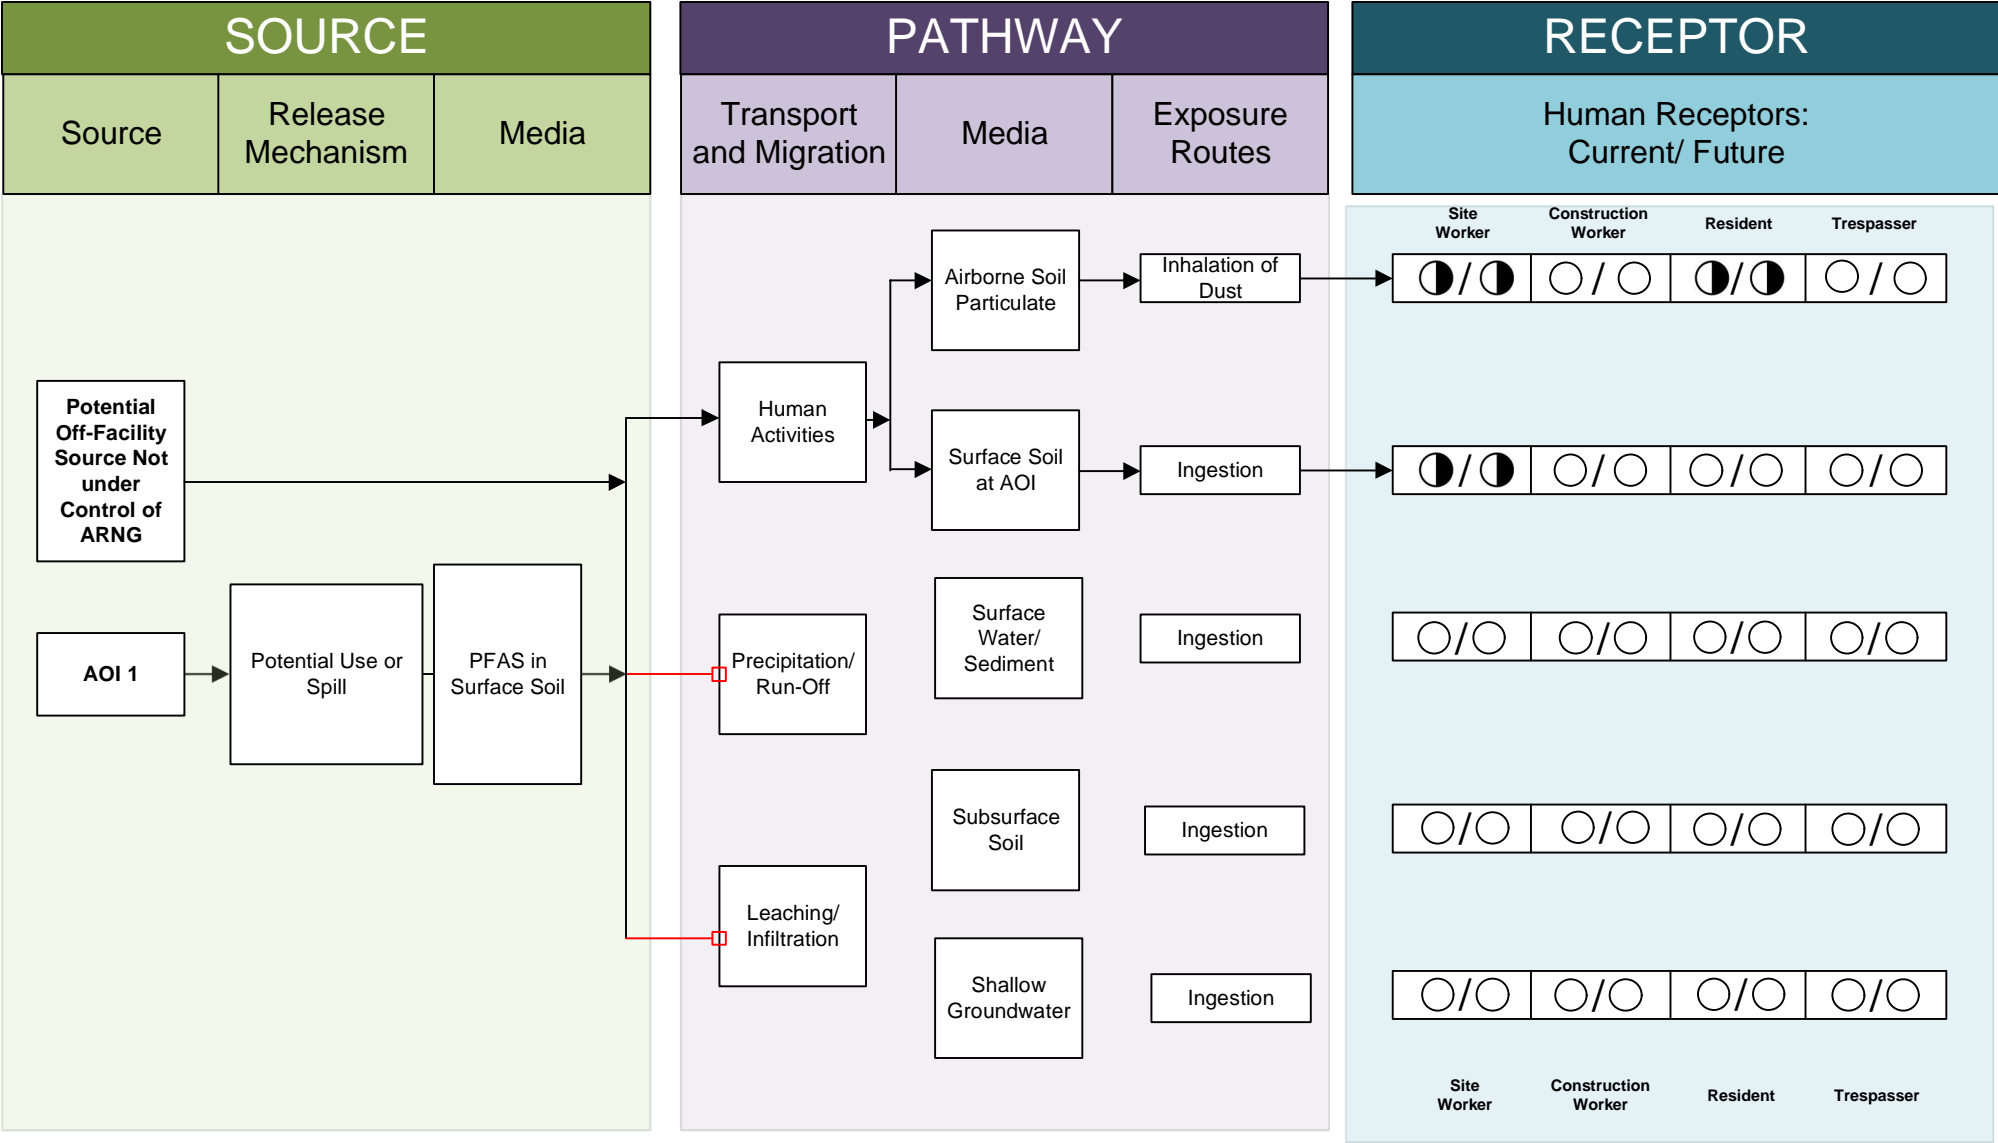 SOURCE
PATHWAY
RECEPTOR
Source
Release
Mechanism
Media
Transport
and Migration
Media
Exposure
Routes
Human Receptors:
Current/ Future
Site
Worker
Construction
Worker
Resident
Trespasser
Airborne Soil
Particulate
Inhalation of
Dust
/
/
/
/
Potential
Off-Facility
Source Not
under
Control of
ARNG
Human
Activities
Surface Soil
at AOI
Ingestion
/
/
/
/
AOI 1
Potential Use or
Spill
PFAS in
Surface Soil
Precipitation/
Run-Off
Surface
Water/
Sediment
Ingestion
/
/
/
/
Subsurface
Soil
Ingestion
/
/
/
/
Leaching/
Infiltration
Shallow
Groundwater
Ingestion
/
/
/
/
Site
Worker
Construction
Worker
Resident
Trespasser